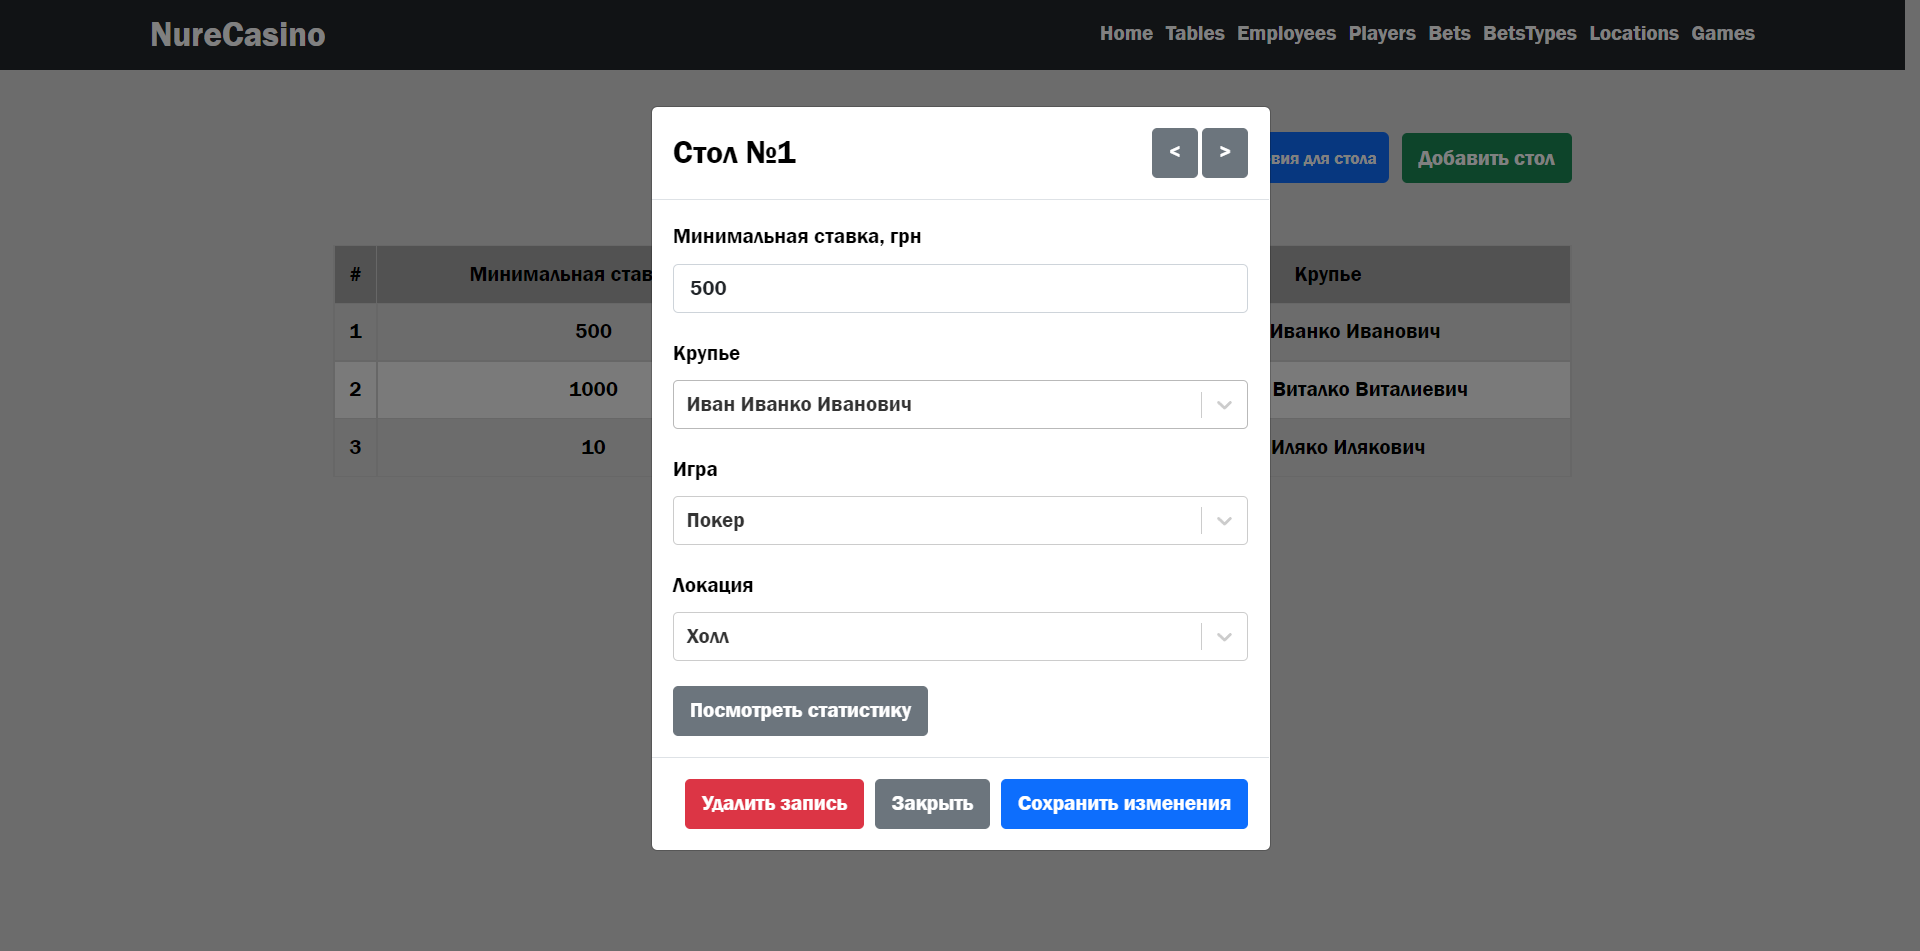 NureCasino
Home Tables Employees Players Bets BetsTypes Locations Games
для стола
Добавить стол
# Минимальная Крупье
1 500 Иванко Иванович
2 1000 Виталко Виталиевич
3 10 Иляко Илякович
Стол №1
< >
Минимальная ставка, грн
500
Крупье
Иван Иванко Иванович
Игра
Покер
Локация
Холл
Посмотреть статистику
Удалить запись
Закрыть
Сохранить изменения